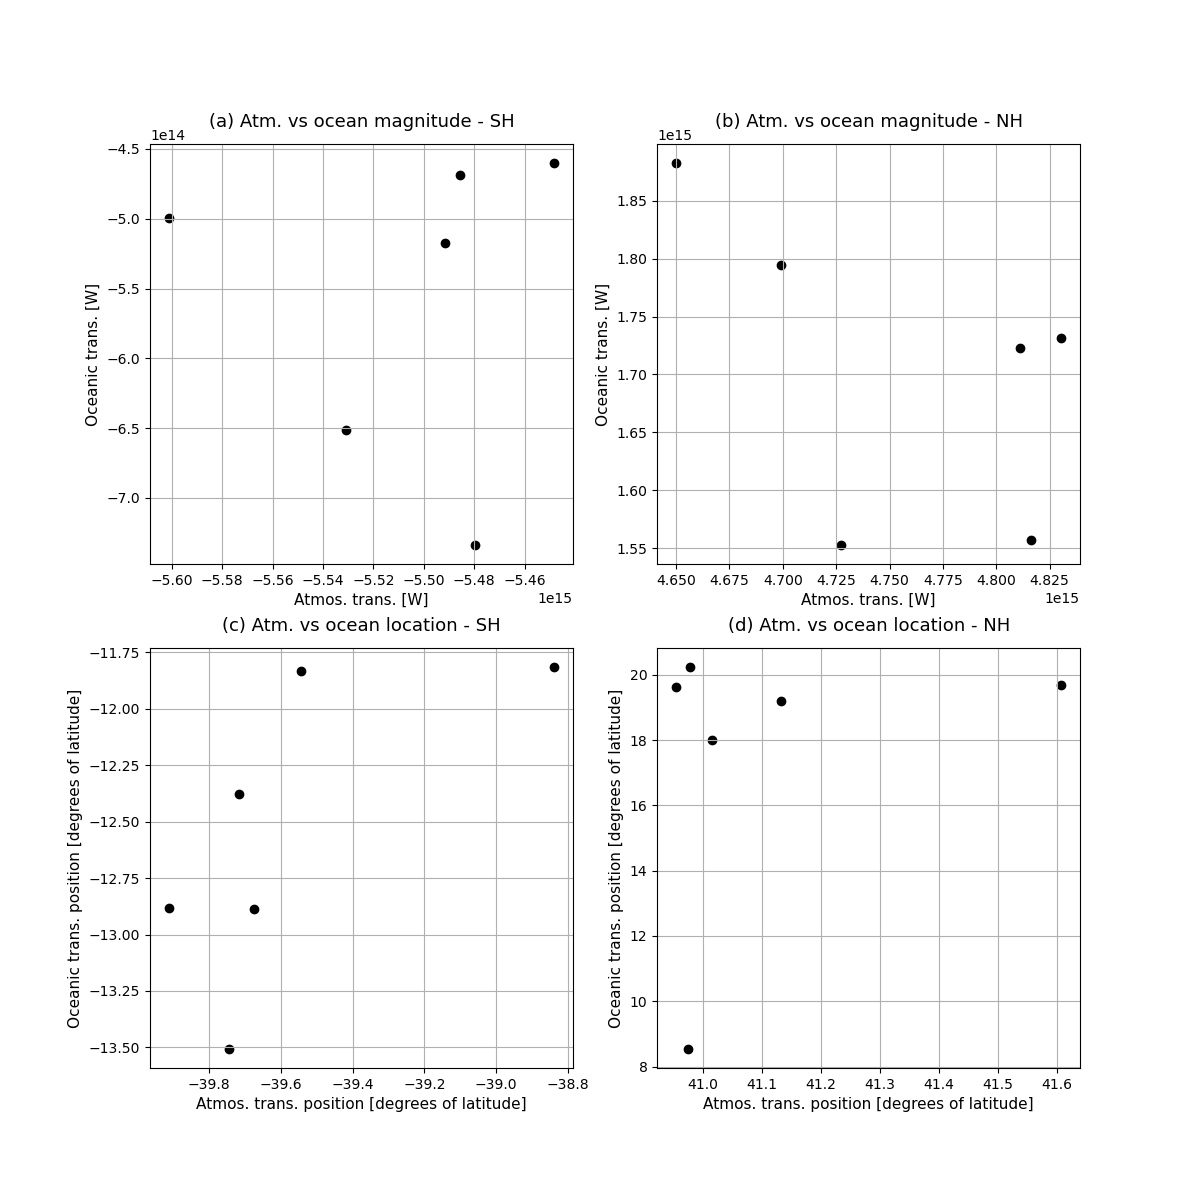 (a) Atm. vs ocean magnitude - SH
1e14
−4.5
−5.0
−5.5
−6.0
−6.5
−7.0
Oceanic trans. [W]
−5.60 −5.58 −5.56 −5.54 −5.52 −5.50 −5.48 −5.46
Atmos. trans. [W]
1e15
(b) Atm. vs ocean magnitude - NH
1e15
1.85
1.80
1.75
1.70
1.65
1.60
1.55
Oceanic trans. [W]
4.650 4.675 4.700 4.725 4.750 4.775 4.800 4.825
Atmos. trans. [W]
1e15
(c) Atm. vs ocean location - SH
−11.75
−12.00
−12.25
−12.50
−12.75
−13.00
−13.25
−13.50
Oceanic trans. position [degrees of latitude]
−39.8 −39.6 −39.4 −39.2 −39.0 −38.8
Atmos. trans. position [degrees of latitude]
(d) Atm. vs ocean location - NH
20
18
16
14
12
10
8
Oceanic trans. position [degrees of latitude]
41.0 41.1 41.2 41.3 41.4 41.5 41.6
Atmos. trans. position [degrees of latitude]